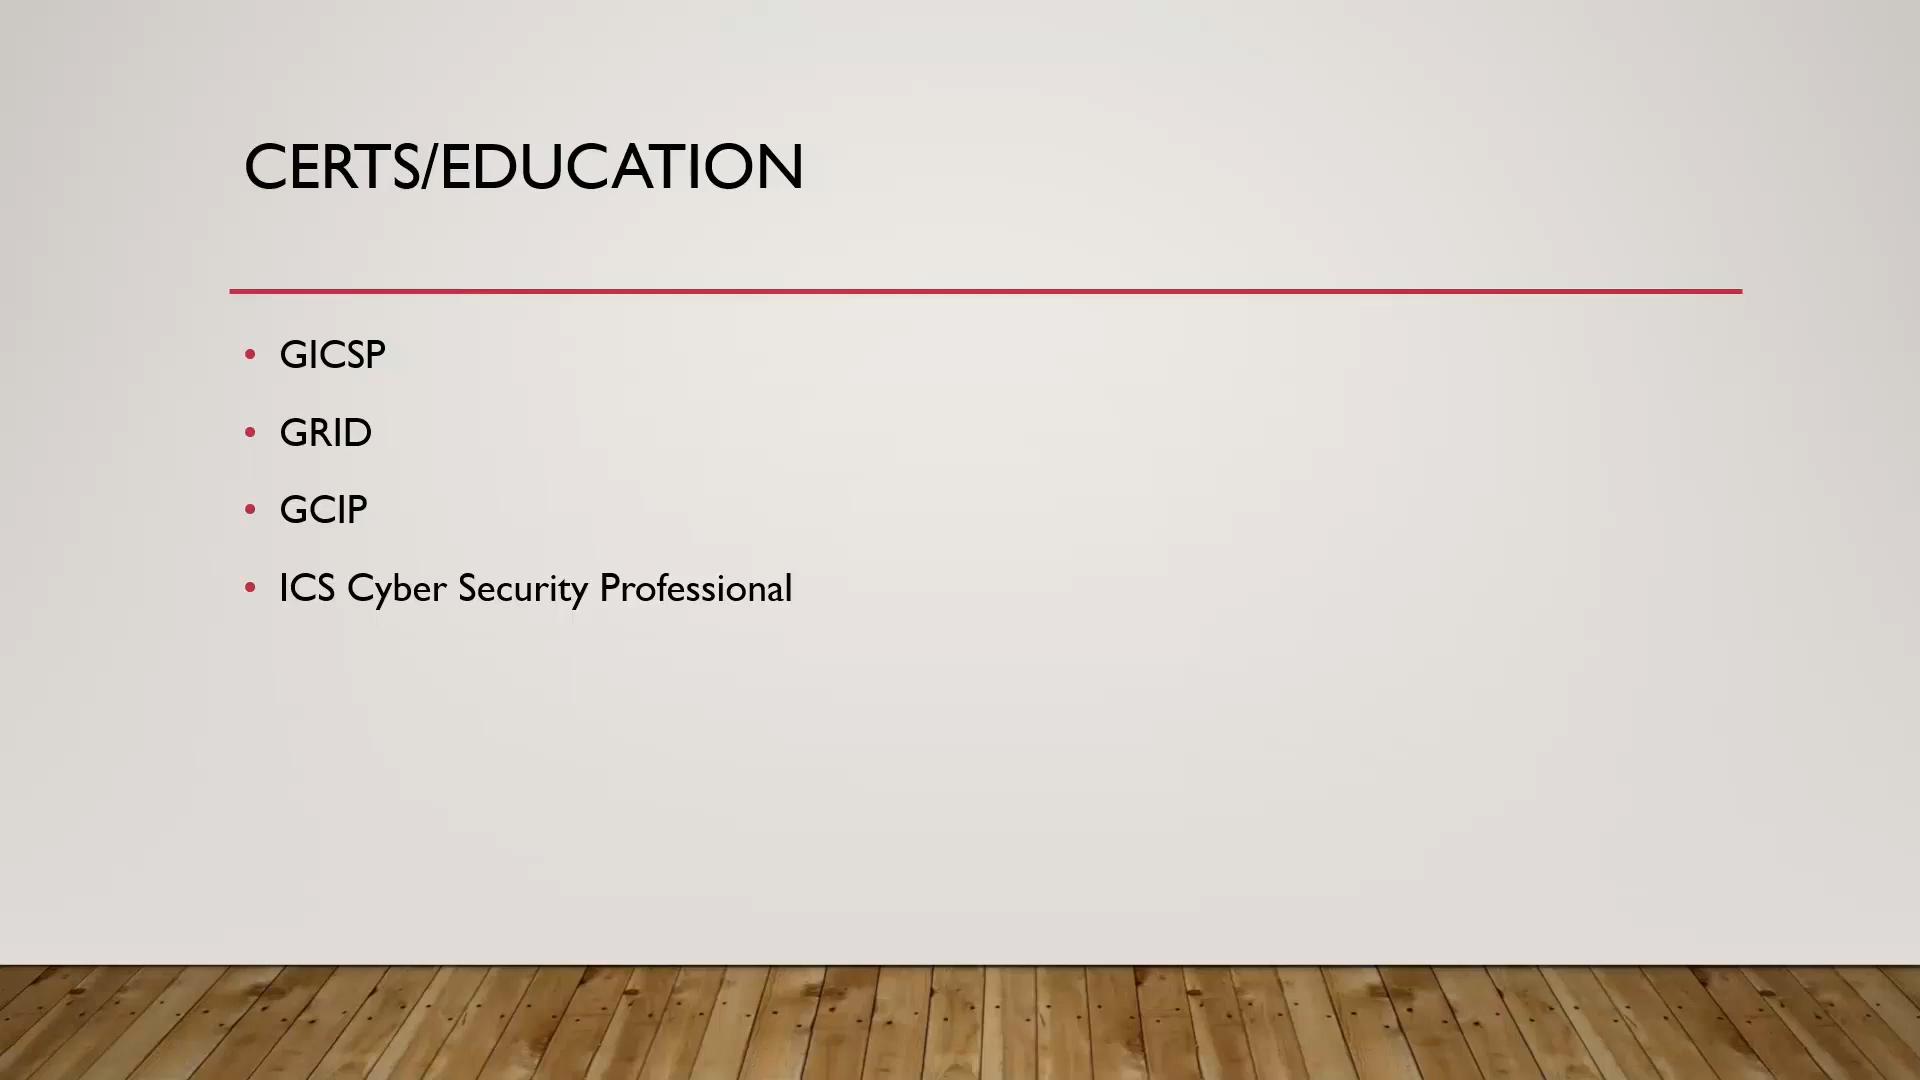 CERTS/EDUCATION
• GICSP
• GRID
• GCIP
• ICS Cyber Security Professional